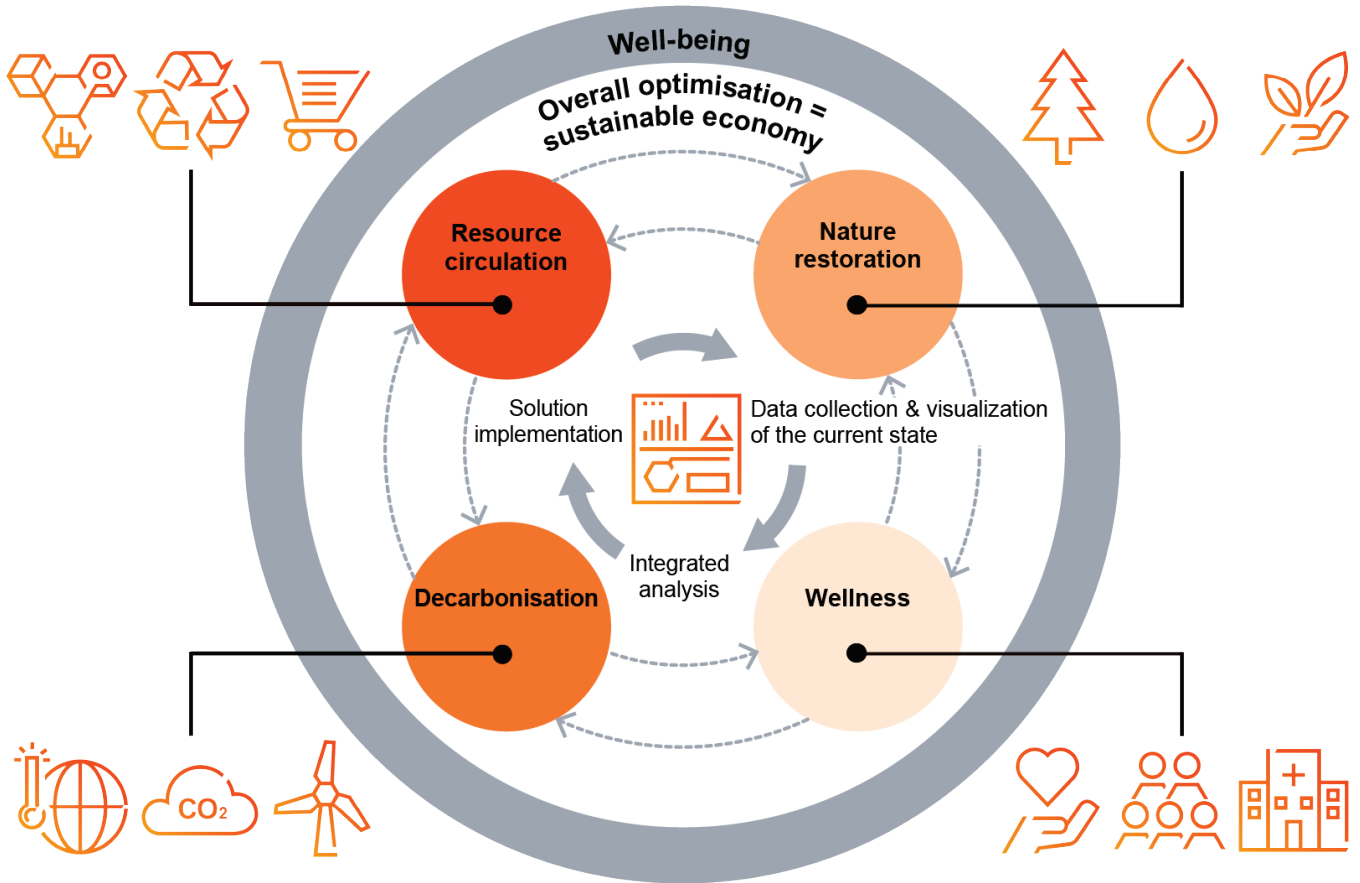 Well-being
Overall optimisation =
sustainable economy
Resource
circulation
Nature
restoration
Solution
implementation
Data collection & visualization
of the current state
Integrated
analysis
Decarbonisation
Wellness
CO₂